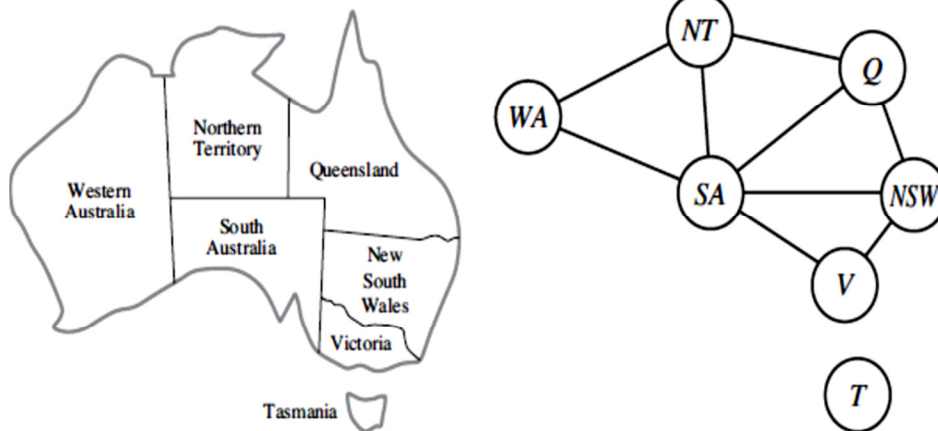 Northern
Territory
Western
Australia
Queensland
South
Australia
New
South
Wales
Victoria
Tasmania
NT
Q
WA
SA
NSW
V
T